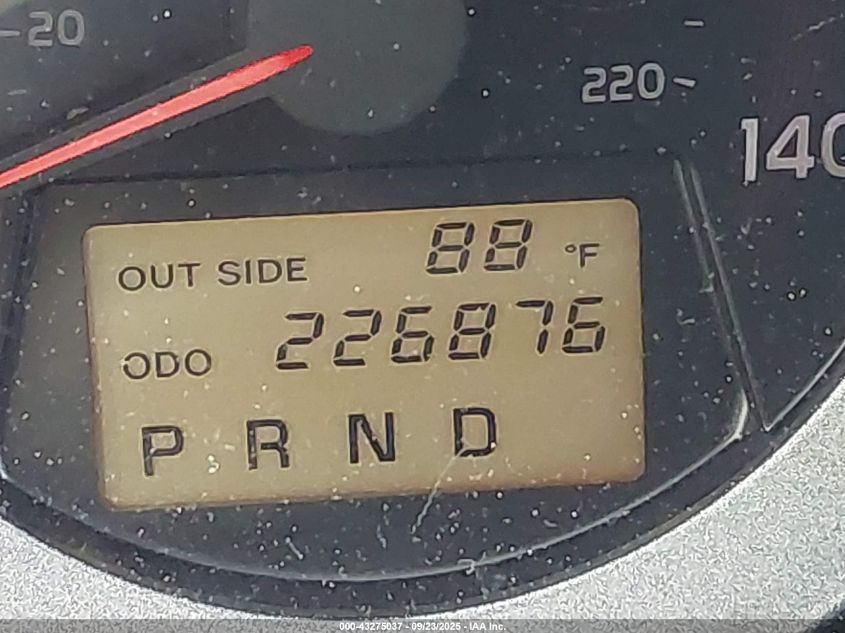 20
220
140
OUT SIDE 88 °F
ODO 226876
P R N D
000-43275037 - 09/23/2025 - IAA Inc.